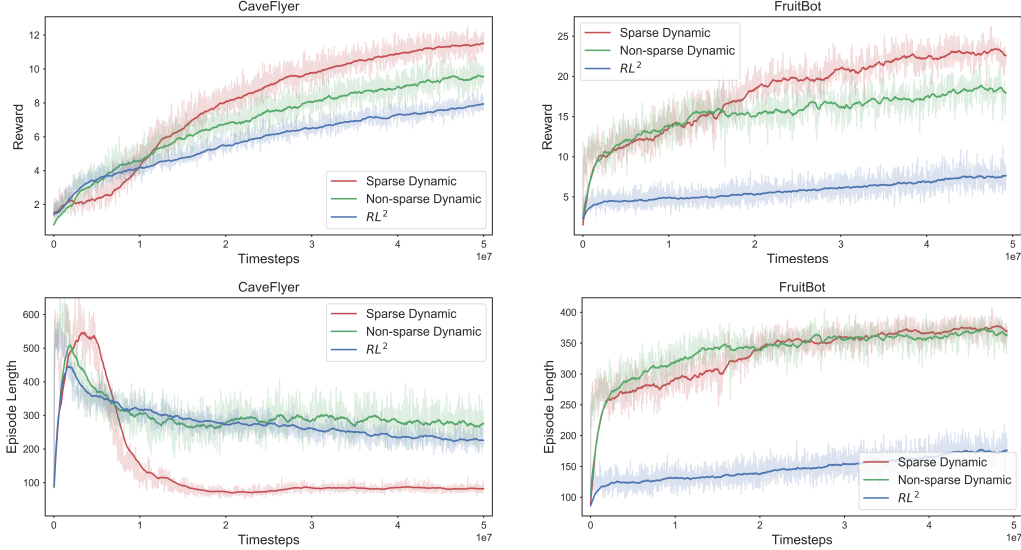 CaveFlyer
12
10
8
6
4
2
Reward
Sparse Dynamic
Non-sparse Dynamic
RL²
0
1
2
3
4
5
1e7
Timesteps
FruitBot
25
20
15
10
5
Reward
Sparse Dynamic
Non-sparse Dynamic
RL²
0
1
2
3
4
5
1e7
Timesteps
CaveFlyer
600
500
400
300
200
100
Episode Length
Sparse Dynamic
Non-sparse Dynamic
RL²
0
1
2
3
4
5
1e7
Timesteps
FruitBot
400
350
300
250
200
150
100
Episode Length
Sparse Dynamic
Non-sparse Dynamic
RL²
0
1
2
3
4
5
1e7
Timesteps